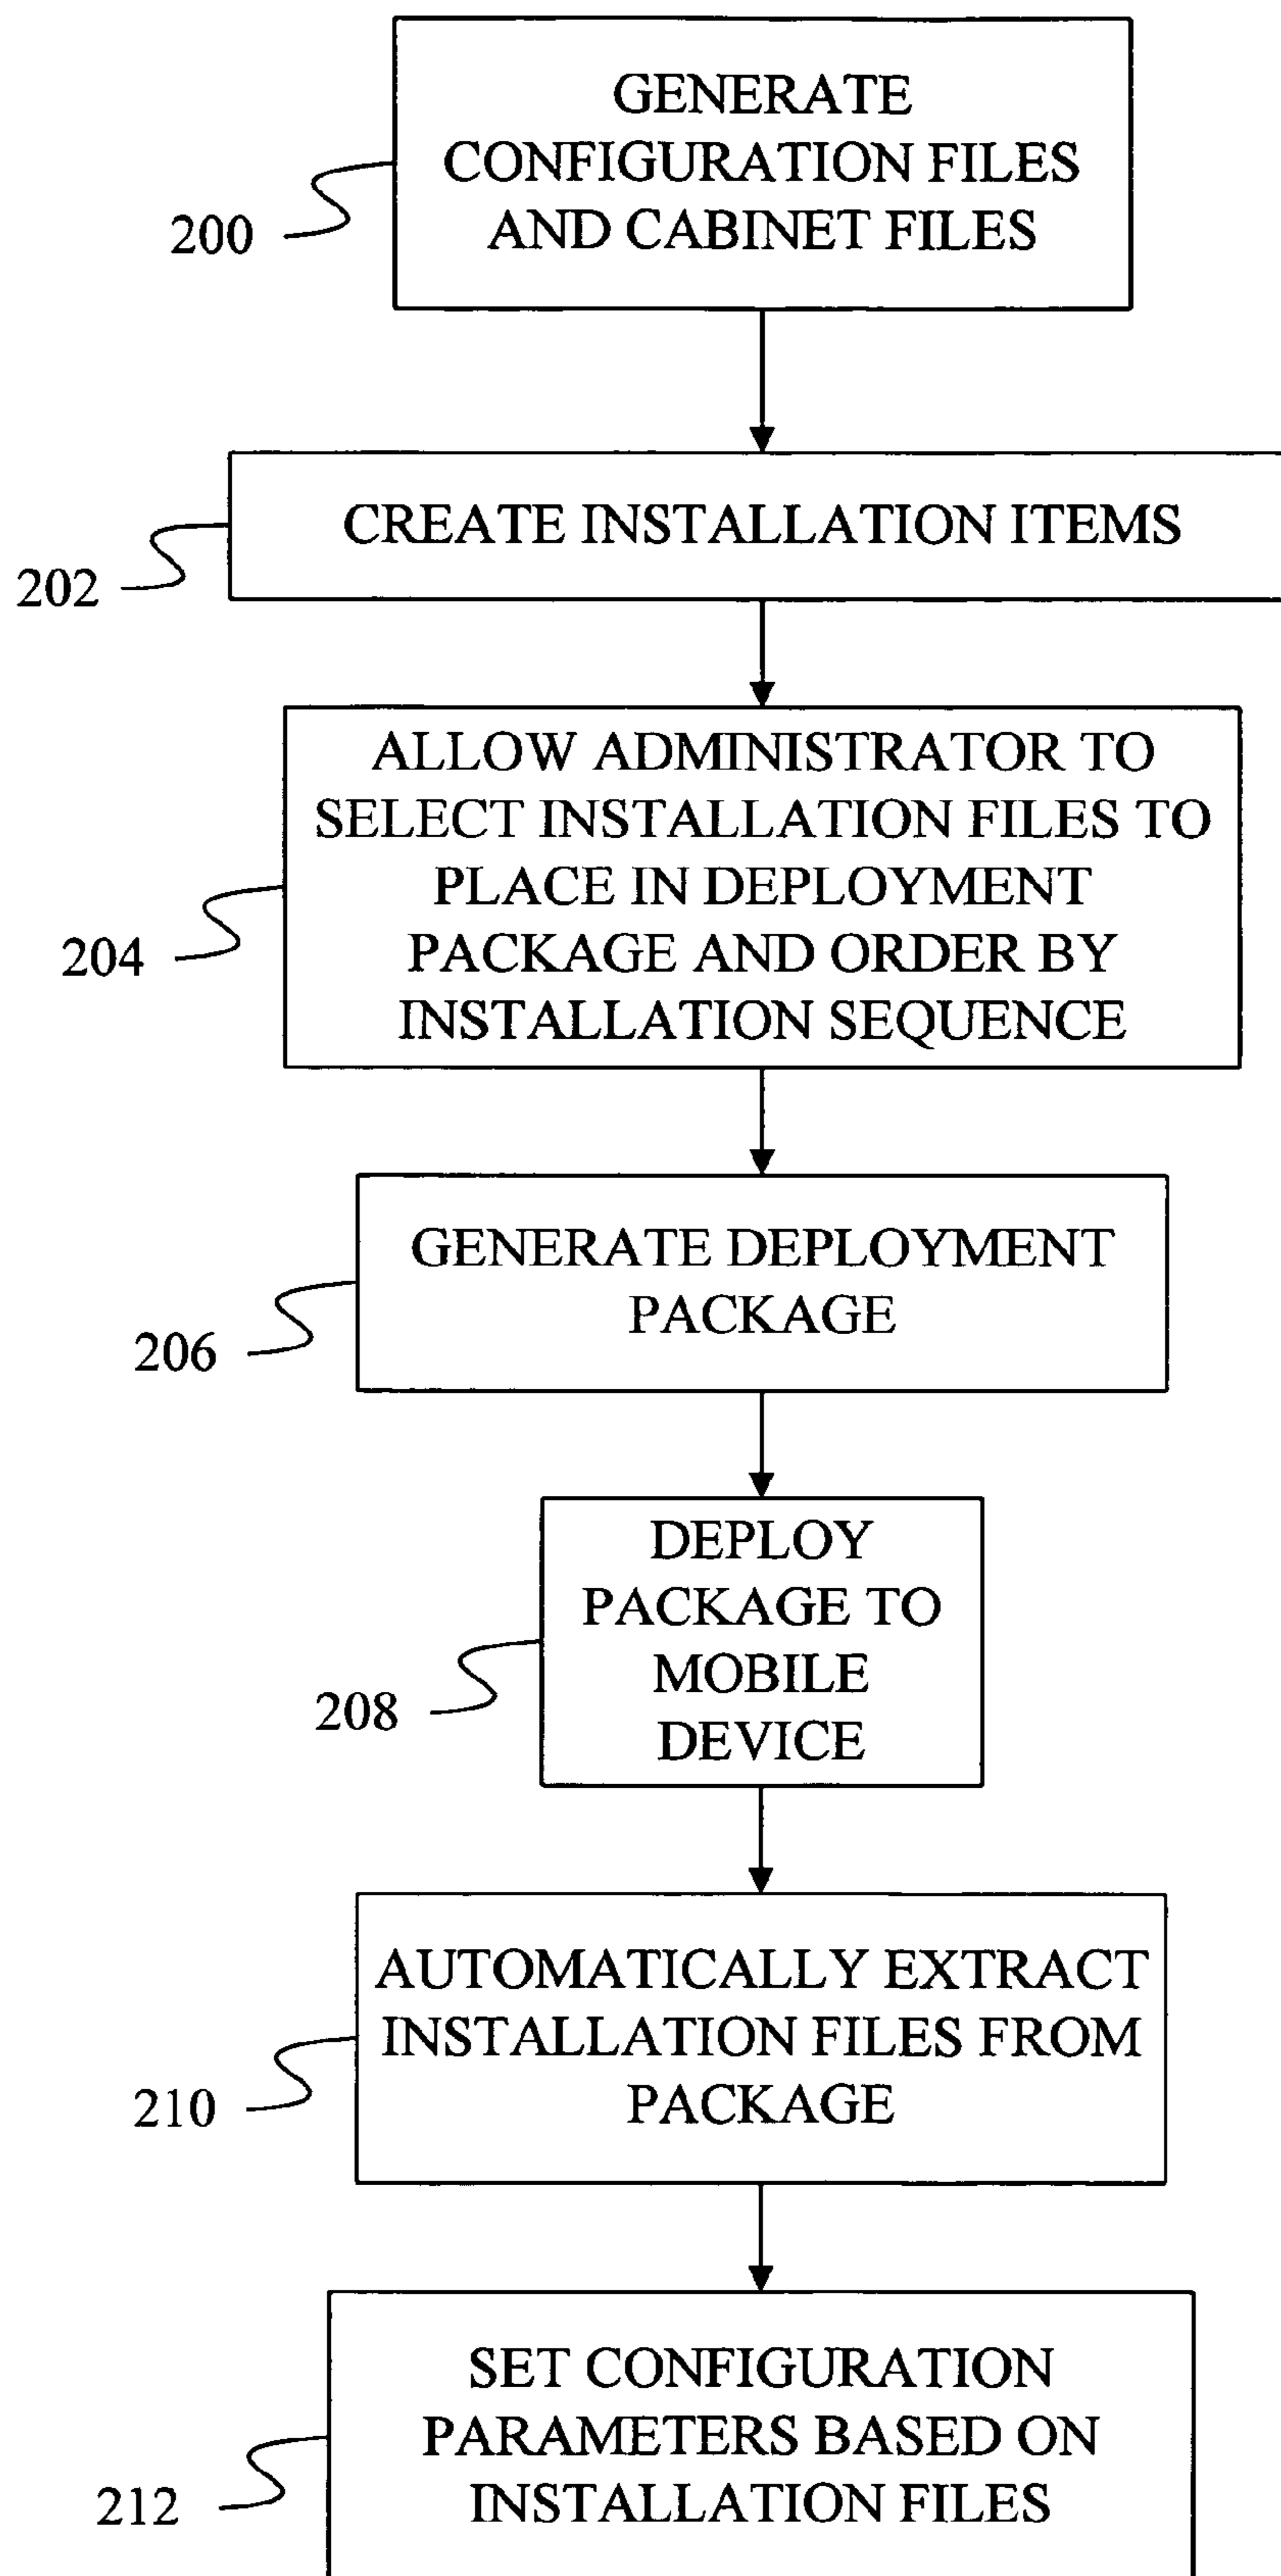 GENERATE
CONFIGURATION FILES
AND CABINET FILES
200
CREATE INSTALLATION ITEMS
202
ALLOW ADMINISTRATOR TO
SELECT INSTALLATION FILES TO
PLACE IN DEPLOYMENT
PACKAGE AND ORDER BY
INSTALLATION SEQUENCE
204
GENERATE DEPLOYMENT
PACKAGE
206
DEPLOY
PACKAGE TO
MOBILE
DEVICE
208
AUTOMATICALLY EXTRACT
INSTALLATION FILES FROM
PACKAGE
210
SET CONFIGURATION
PARAMETERS BASED ON
INSTALLATION FILES
212